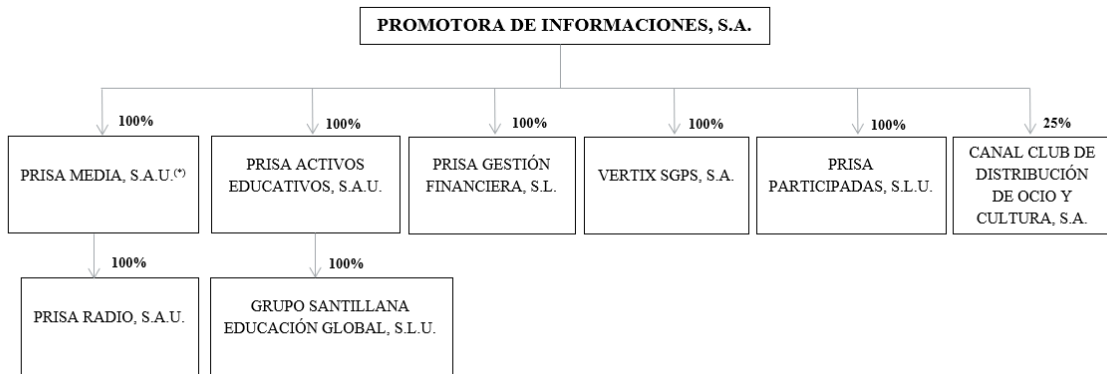 PROMOTORA DE INFORMACIONES, S.A.
100%
100%
100%
100%
100%
25%
PRISA MEDIA, S.A.U.(*)
PRISA ACTIVOS
EDUCATIVOS, S.A.U.
PRISA GESTIÓN
FINANCIERA, S.L.
VERTIX SGPS, S.A.
PRISA
PARTICIPADAS, S.L.U.
CANAL CLUB DE
DISTRIBUCIÓN
DE OCIO Y
CULTURA, S.A.
100%
100%
PRISA RADIO, S.A.U.
GRUPO SANTILLANA
EDUCACIÓN GLOBAL, S.L.U.